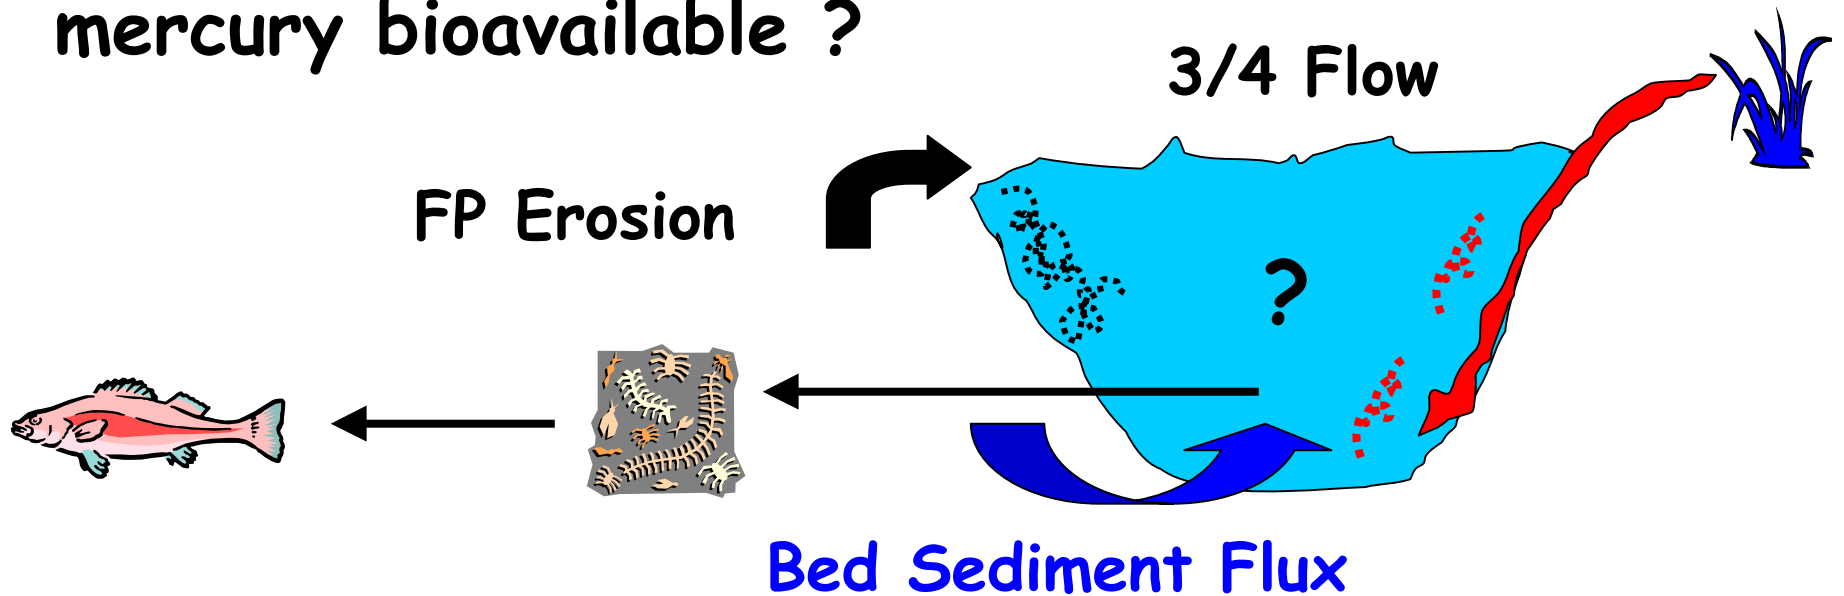 mercury bioavailable ?
3/4 Flow
FP Erosion
?
Bed Sediment Flux